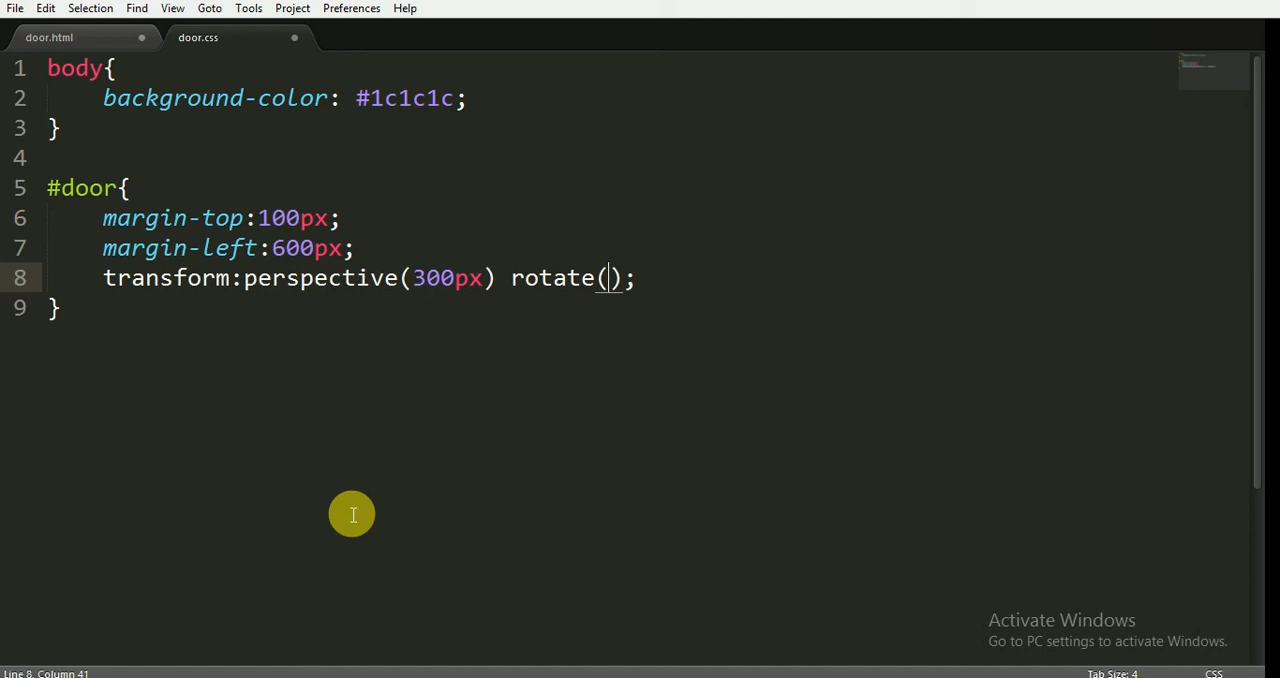 File Edit Selection Find View Goto Tools Project Preferences Help
door.html door.css
1 body{
2     background-color: #1c1c1c;
3 }
4
5 #door{
6     margin-top:100px;
7     margin-left:600px;
8     transform:perspective(300px) rotate();
9 }
Activate Windows
Go to PC settings to activate Windows.
Line 8, Column 41 Tab Size: 4 CSS